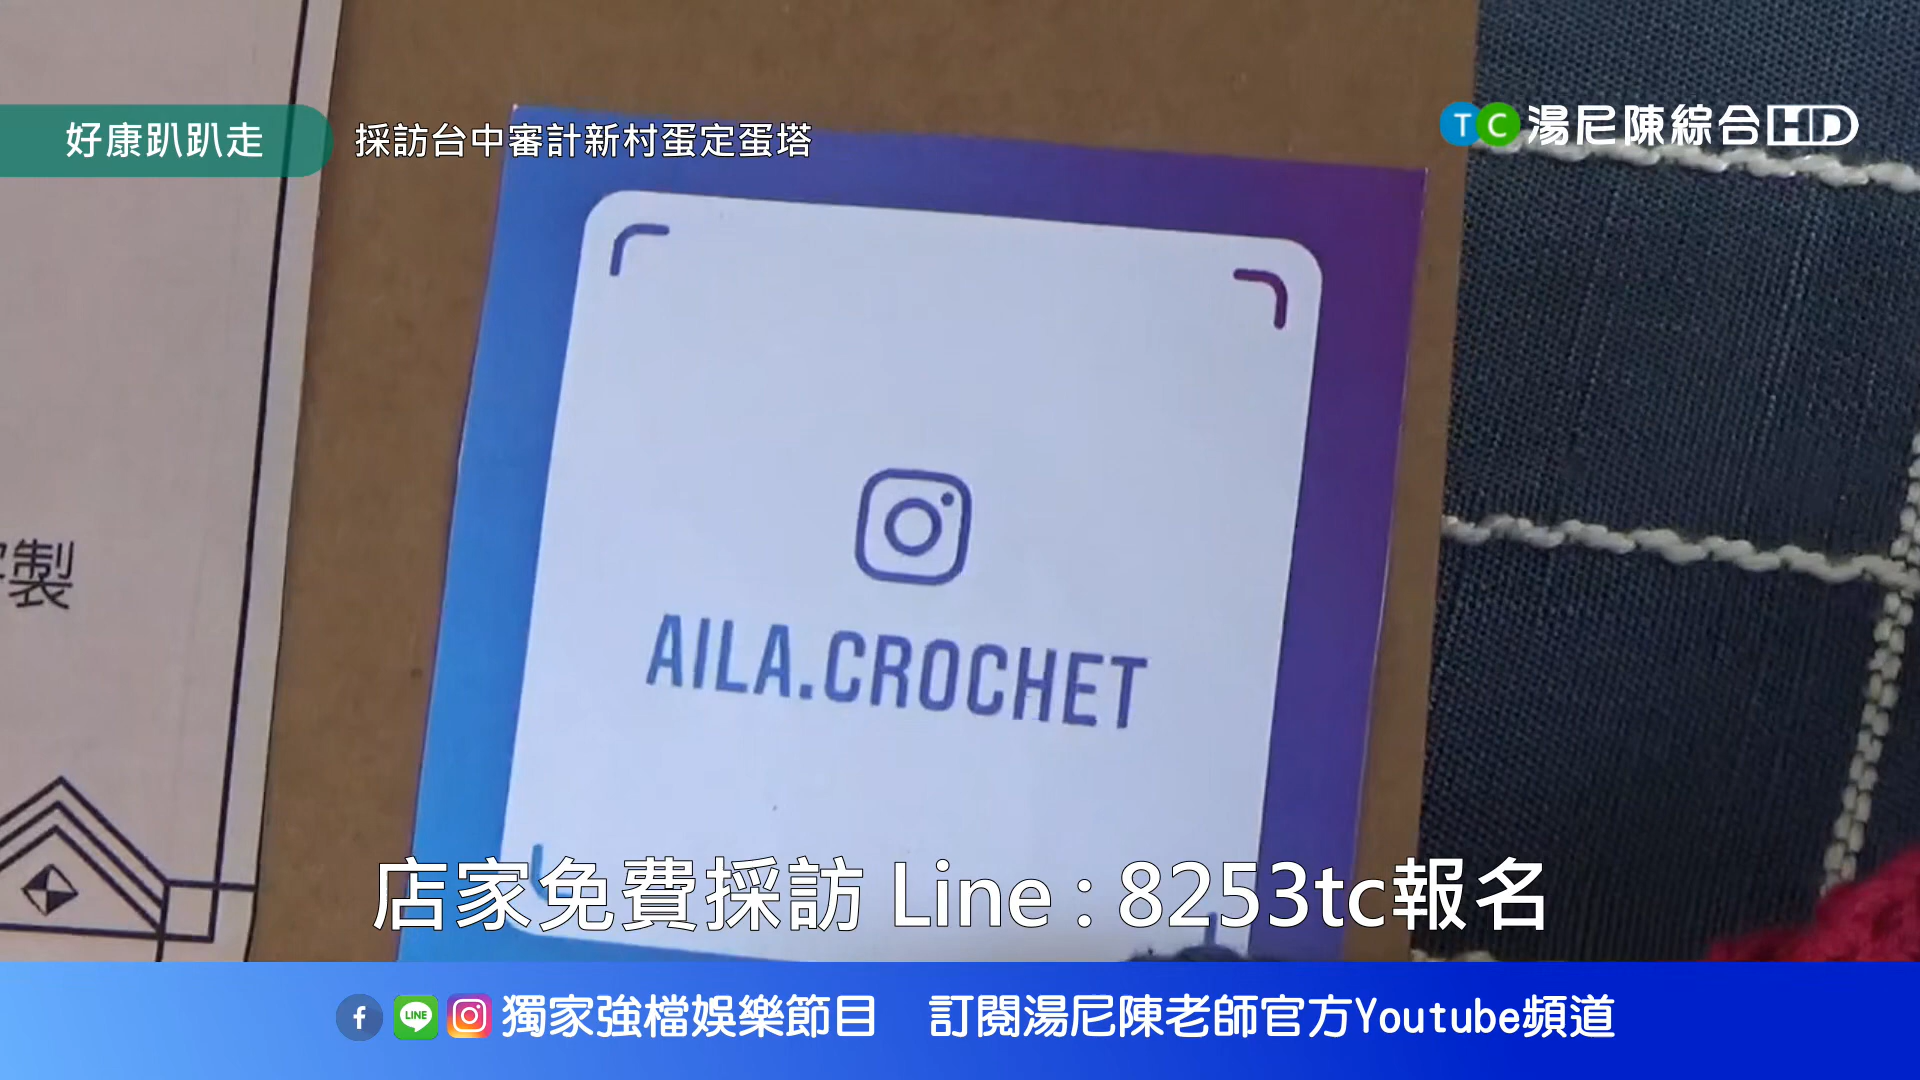 好康趴趴走
採訪台中審計新村蛋定蛋塔
TC湯尼陳綜合HD
製
AILA.CROCHET
店家免費採訪 Line : 8253tc報名
LINE
獨家強檔娛樂節目 訂閱湯尼陳老師官方Youtube頻道